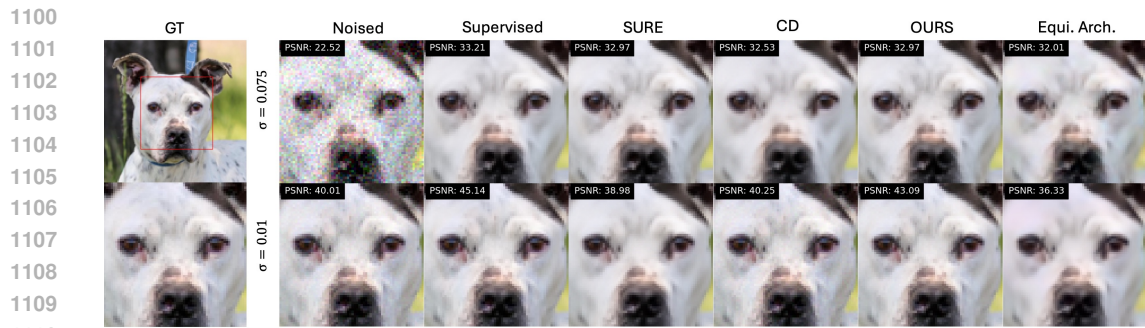 1100
1101
1102
1103
1104
1105
1106
1107
1108
1109
GT Noised Supervised SURE CD OURS Equi. Arch.
σ = 0.075
PSNR: 22.52 PSNR: 33.21 PSNR: 32.97 PSNR: 32.53 PSNR: 32.97 PSNR: 32.01
σ = 0.01
PSNR: 40.01 PSNR: 45.14 PSNR: 38.98 PSNR: 40.25 PSNR: 43.09 PSNR: 36.33